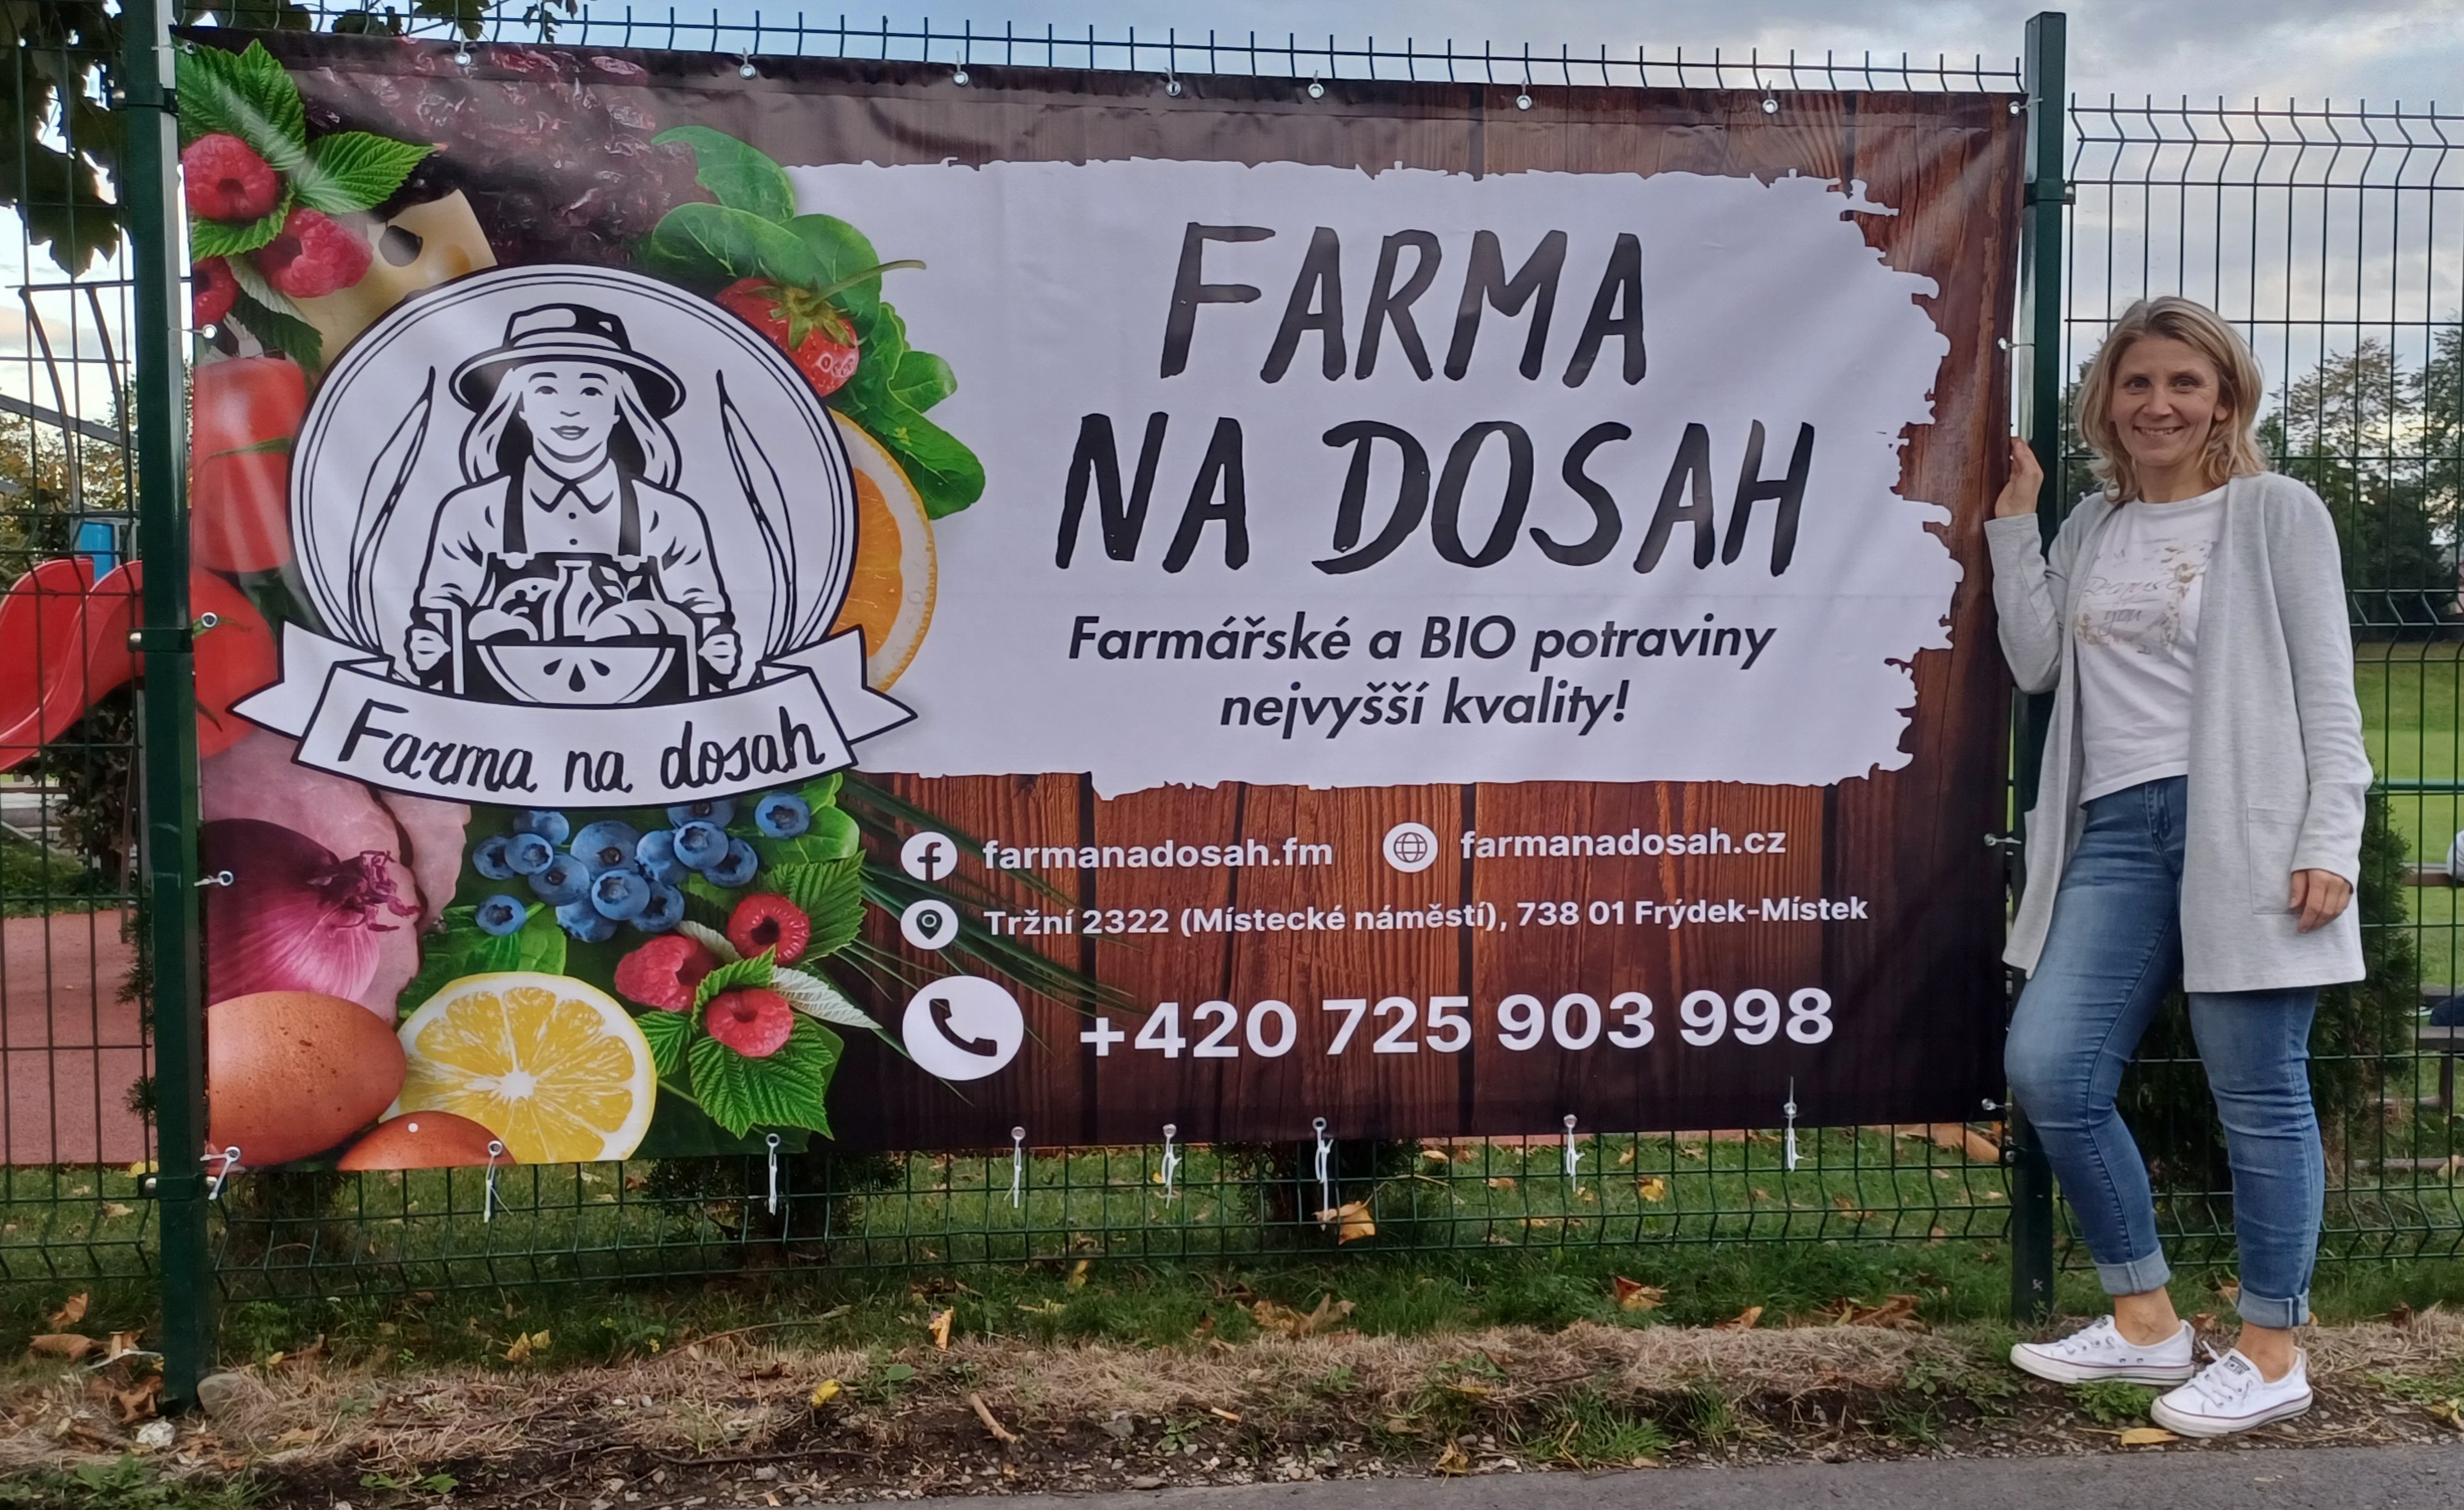 FARMA
NA DOSAH
Farmářské a BIO potraviny
nejvyšší kvality!
Farma na dosah
farmanadosah.fm
farmanadosah.cz
Tržní 2322 (Místecké náměstí), 738 01 Frýdek-Místek
+420 725 903 998
you